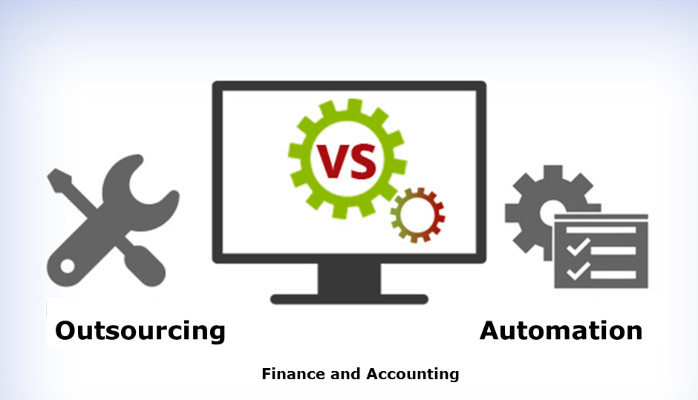 VS
Outsourcing
Automation
Finance and Accounting